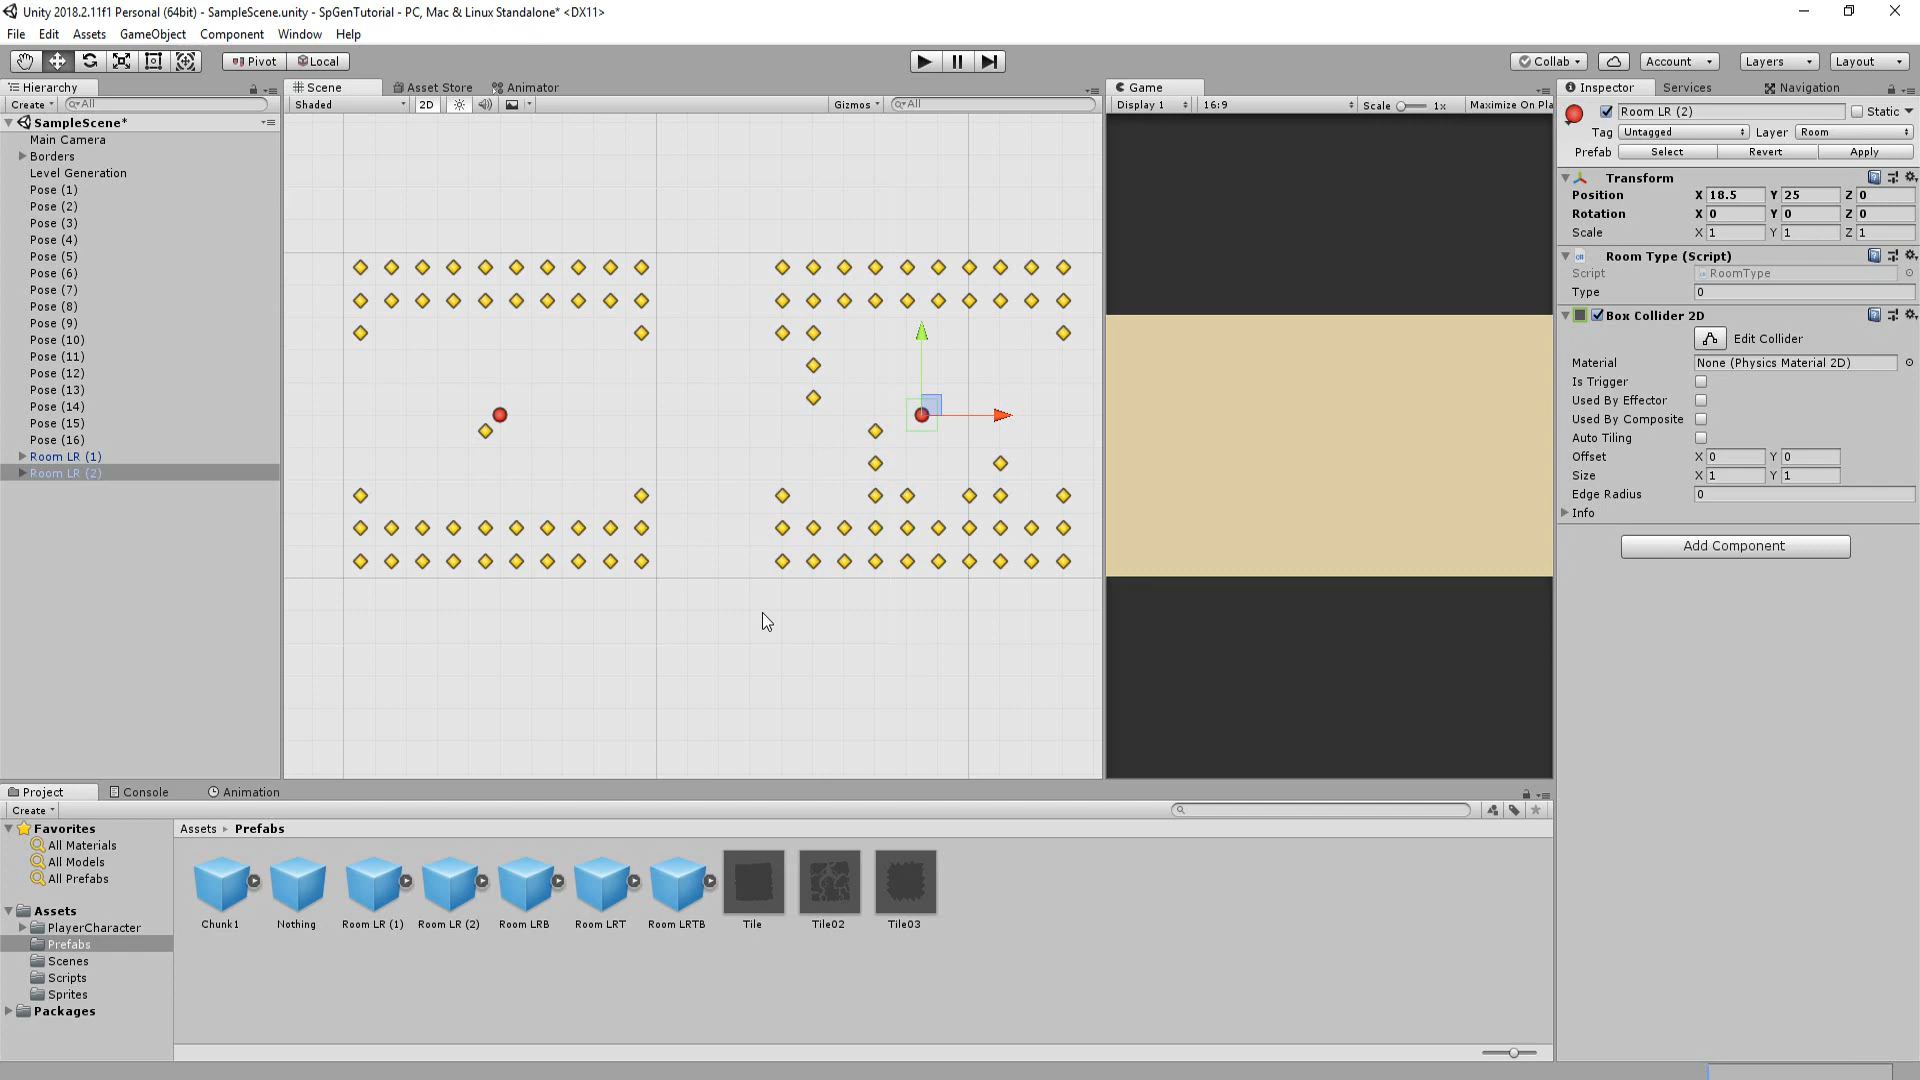 Unity 2018.2.11f1 Personal (64bit) - SampleScene.unity - SpGenTutorial - PC, Mac & Linux Standalone* <DX11>
File Edit Assets GameObject Component Window Help
Pivot Local Collab Account Layers Layout
Hierarchy
Create All
SampleScene*
Main Camera
Borders
Level Generation
Pose (1)
Pose (2)
Pose (3)
Pose (4)
Pose (5)
Pose (6)
Pose (7)
Pose (8)
Pose (9)
Pose (10)
Pose (11)
Pose (12)
Pose (13)
Pose (14)
Pose (15)
Pose (16)
Room LR (1)
Room LR (2)
Scene Asset Store Animator
Shaded 2D Gizmos All
Game
Display 1 16:9 Scale 1x Maximize On Pla
Inspector Services Navigation
Room LR (2) Static
Tag Untagged Layer Room
Prefab Select Revert Apply
Transform
Position X 18.5 Y 25 Z 0
Rotation X 0 Y 0 Z 0
Scale X 1 Y 1 Z 1
Room Type (Script)
Script RoomType
Type 0
Box Collider 2D
Edit Collider
Material None (Physics Material 2D)
Is Trigger
Used By Effector
Used By Composite
Auto Tiling
Offset X 0 Y 0
Size X 1 Y 1
Edge Radius 0
Info
Add Component
Project Console Animation
Create
Favorites
All Materials
All Models
All Prefabs
Assets
PlayerCharacter
Prefabs
Scenes
Scripts
Sprites
Packages
Assets Prefabs
Chunk1 Nothing Room LR (1) Room LR (2) Room LRB Room LRT Room LRTB Tile Tile02 Tile03